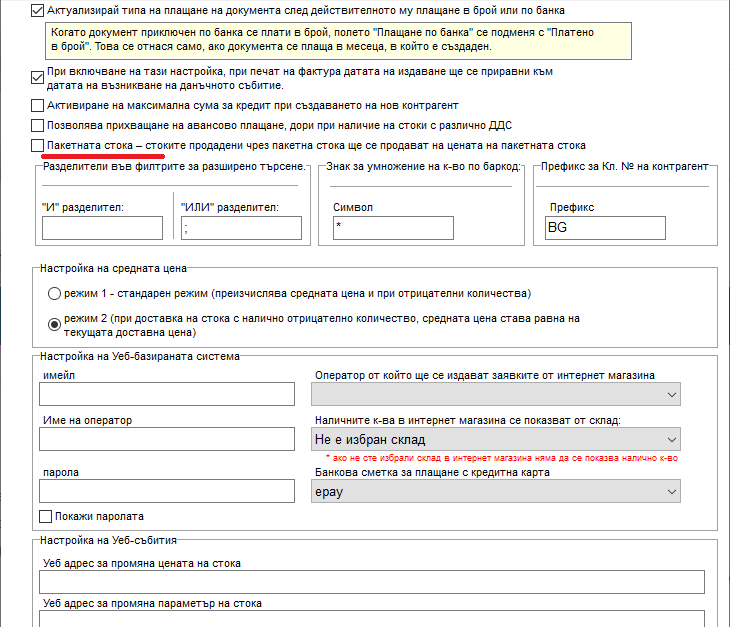 Актуализирай типа на плащане на документа след действителното му плащане в брой или по банка
Когато документ приключен по банка се плати в брой, полето "Плащане по банка" се подменя с "Платено
в брой". Това се отнася само, ако документа се плаща в месеца, в който е създаден.
При включване на тази настройка, при печат на фактура датата на издаване ще се приравни към
датата на възникване на данъчното събитие.
Активиране на максимална сума за кредит при създаването на нов контрагент
Позволява прихващане на авансово плащане, дори при наличие на стоки с различно ДДС
Пакетната стока – стоките продадени чрез пакетна стока ще се продават на цената на пакетната стока
Разделители във филтрите за разширено търсене.
Знак за умножение на к-во по баркод:
Префикс за Кл. № на контрагент
"И" разделител:
"ИЛИ" разделител:
Символ
Префикс
;
*
BG
Настройка на средната цена
режим 1 - стандарен режим (преизчислява средната цена и при отрицателни количества)
режим 2 (при доставка на стока с налично отрицателно количество, средната цена става равна на
текущата доставна цена)
Настройка на Уеб-базираната система
имейл
Оператор от който ще се издават заявките от интернет магазина
Име на оператор
Наличните к-ва в интернет магазина се показват от склад:
Не е избран склад
* ако не сте избрали склад в интернет магазина няма да се показва налично к-во
парола
Банкова сметка за плащане с кредитна карта
epay
Покажи паролата
Настройка на Уеб-събития
Уеб адрес за промяна цената на стока
Уеб адрес за промяна параметър на стока